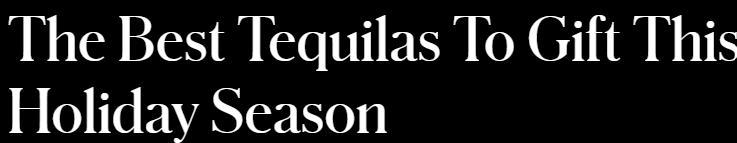 The Best Tequilas To Gift This
Holiday Season